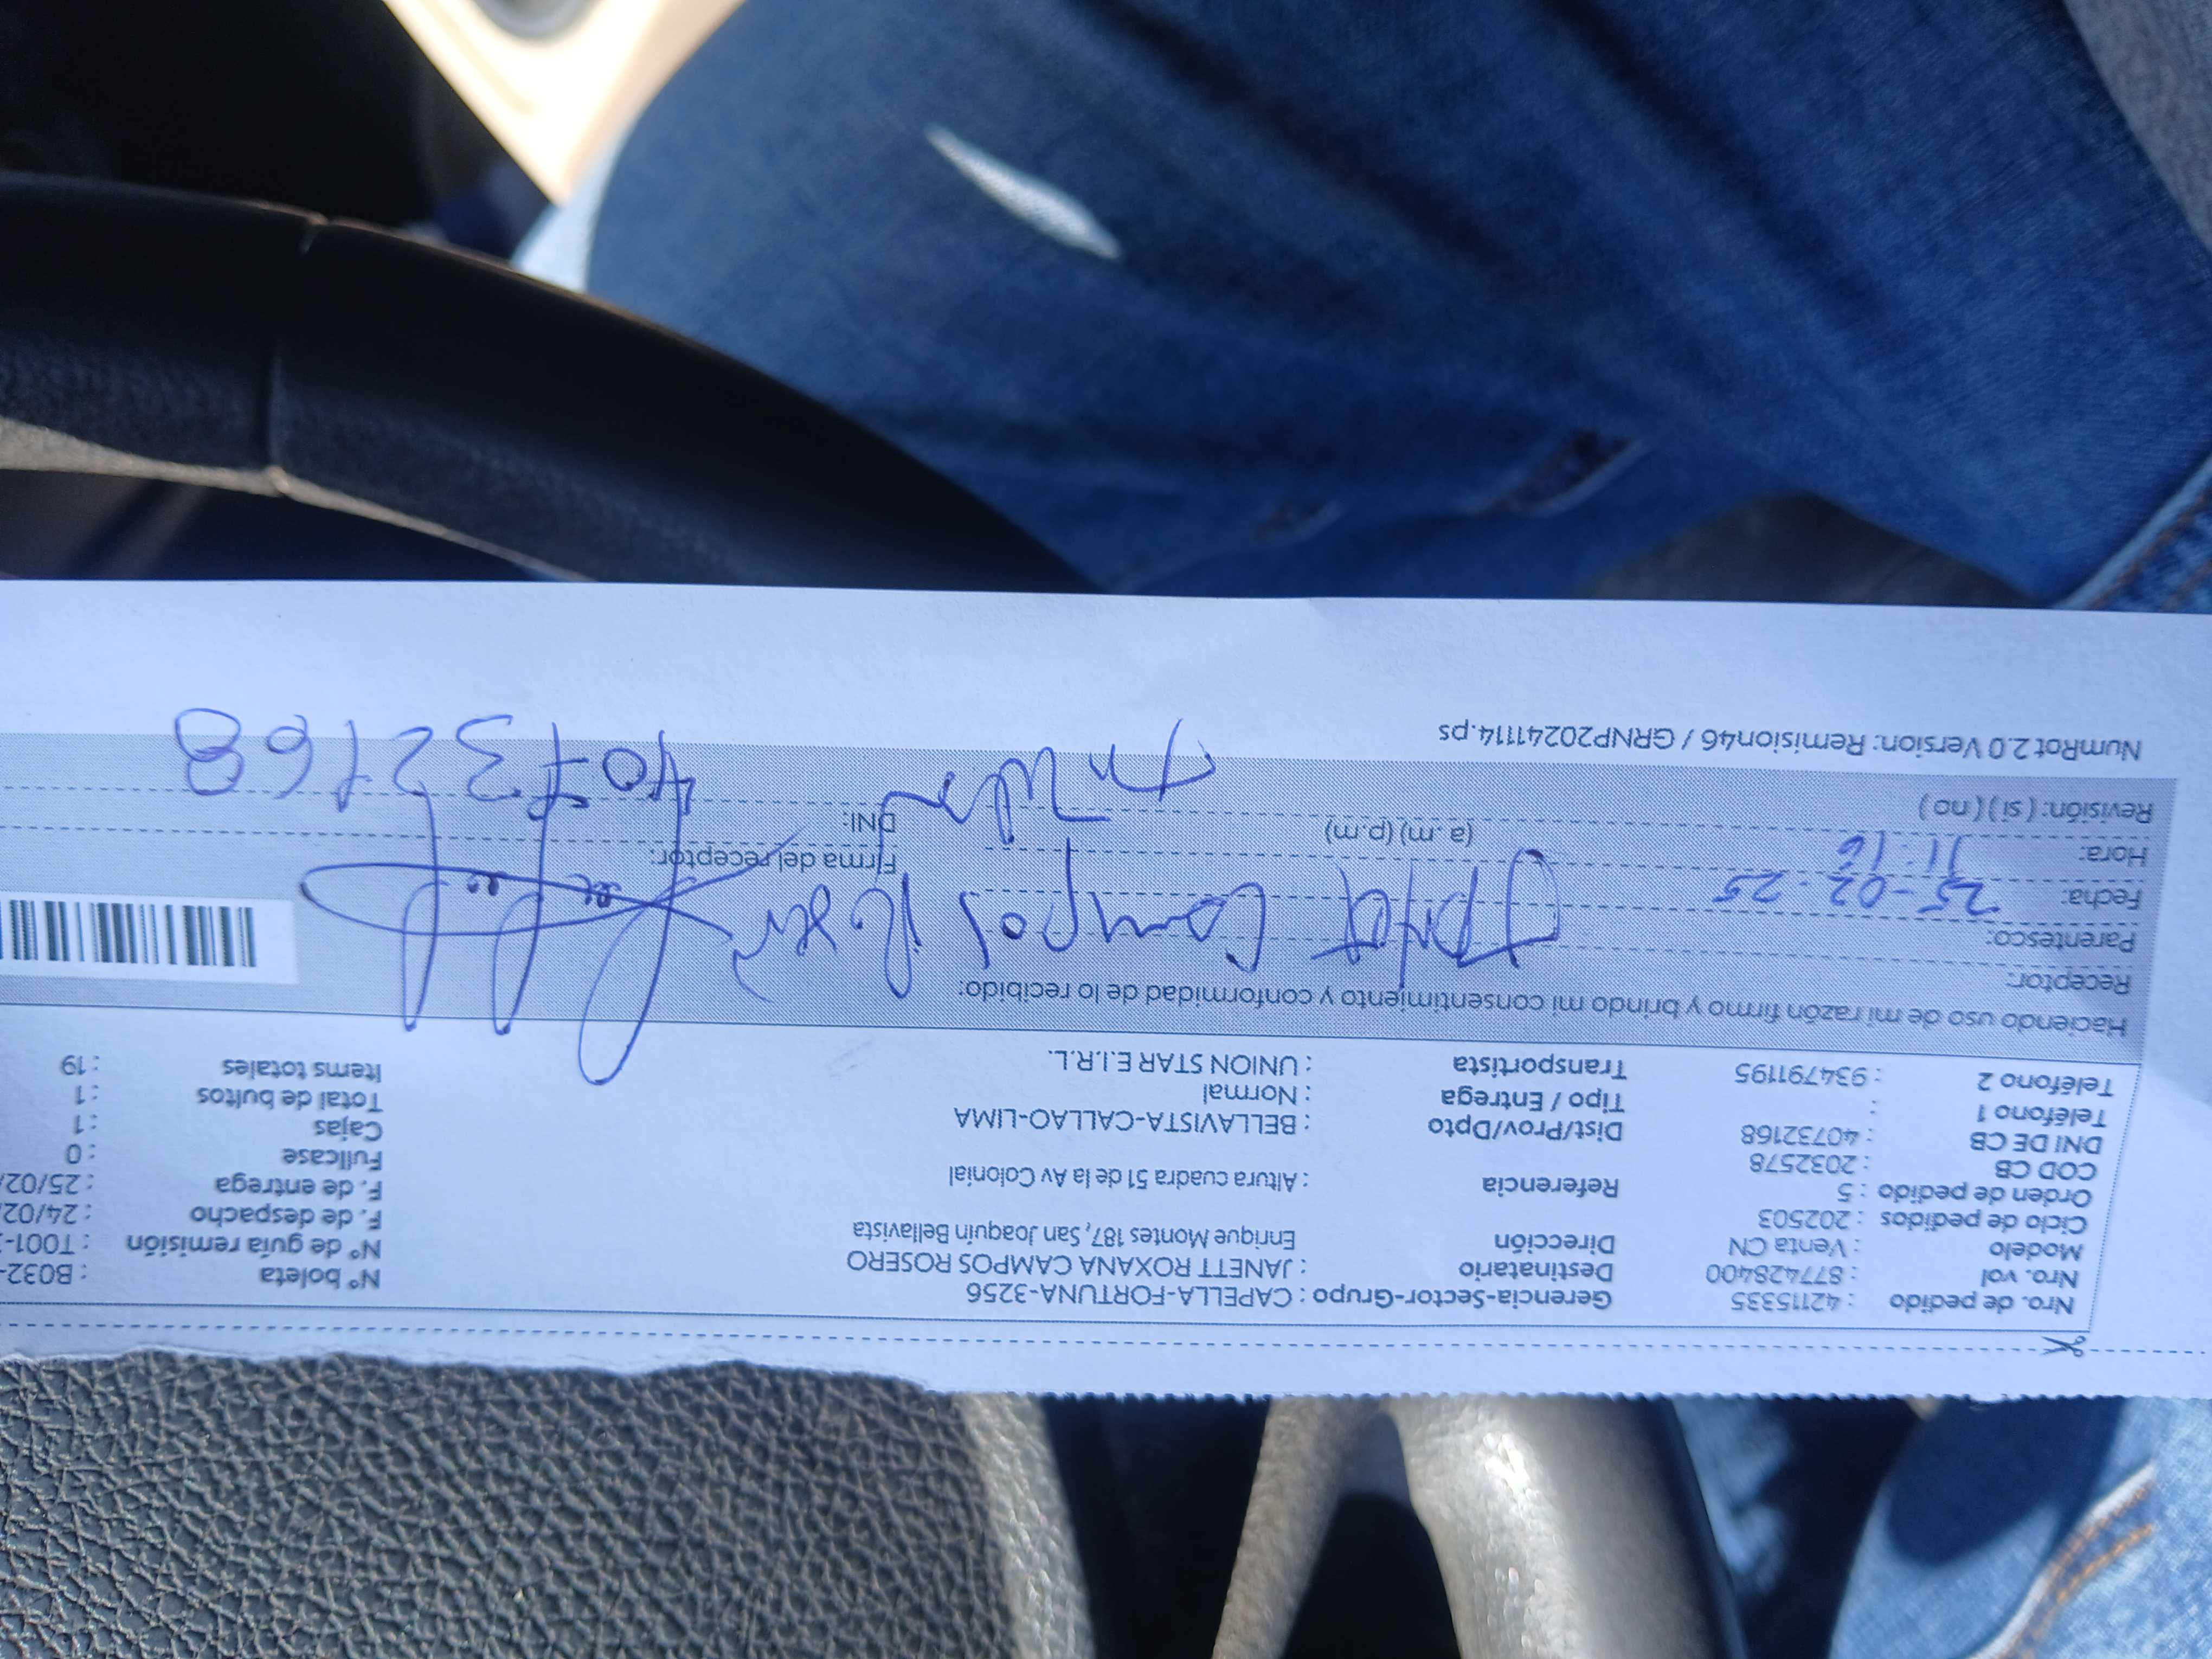 Nro. de pedido : 42115335 Gerencia-Sector-Grupo : CAPELLA-FORTUNA-3256 N° boleta : B032-
Nro. vol : 877428400 Destinatario : JANETT ROXANA CAMPOS ROSERO N° de guía remisión : T001-
Modelo : Venta CN Dirección Enrique Montes 187, San Joaquin Bellavista F. de despacho : 24/02/
Ciclo de pedidos : 202503 F. de entrega : 25/02/
Orden de pedido : 5 Referencia : Altura cuadra 51 de la Av Colonial Fullcase : 0
COD CB : 2032578 Cajas : 1
DNI DE CB : 40732168 Dist/Prov/Dpto : BELLAVISTA-CALLAO-LIMA Total de bultos : 1
Teléfono 1 : Tipo / Entrega : Normal Items totales : 19
Teléfono 2 : 934791195 Transportista : UNION STAR E.I.R.L.
Haciendo uso de mi razón firmo y brindo mi consentimiento y conformidad de lo recibido:
Receptor:
Parentesco: Campos
Fecha: 25-02-25 Firma del receptor:
Hora: 11:16 (a.m) (p.m) DNI: 40732168
Revisión: ( si ) ( no )
NumRot 2.0 Version: Remision46 / GRNP20241114.ps